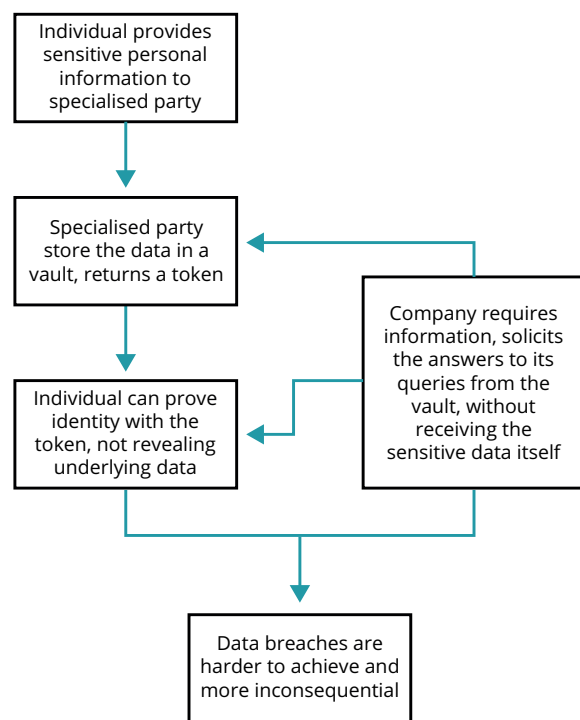 Individual provides
sensitive personal
information to
specialised party
Specialised party
store the data in a
vault, returns a token
Company requires
information, solicits
the answers to its
queries from the
vault, without
receiving the
sensitive data itself
Individual can prove
identity with the
token, not revealing
underlying data
Data breaches are
harder to achieve and
more inconsequential